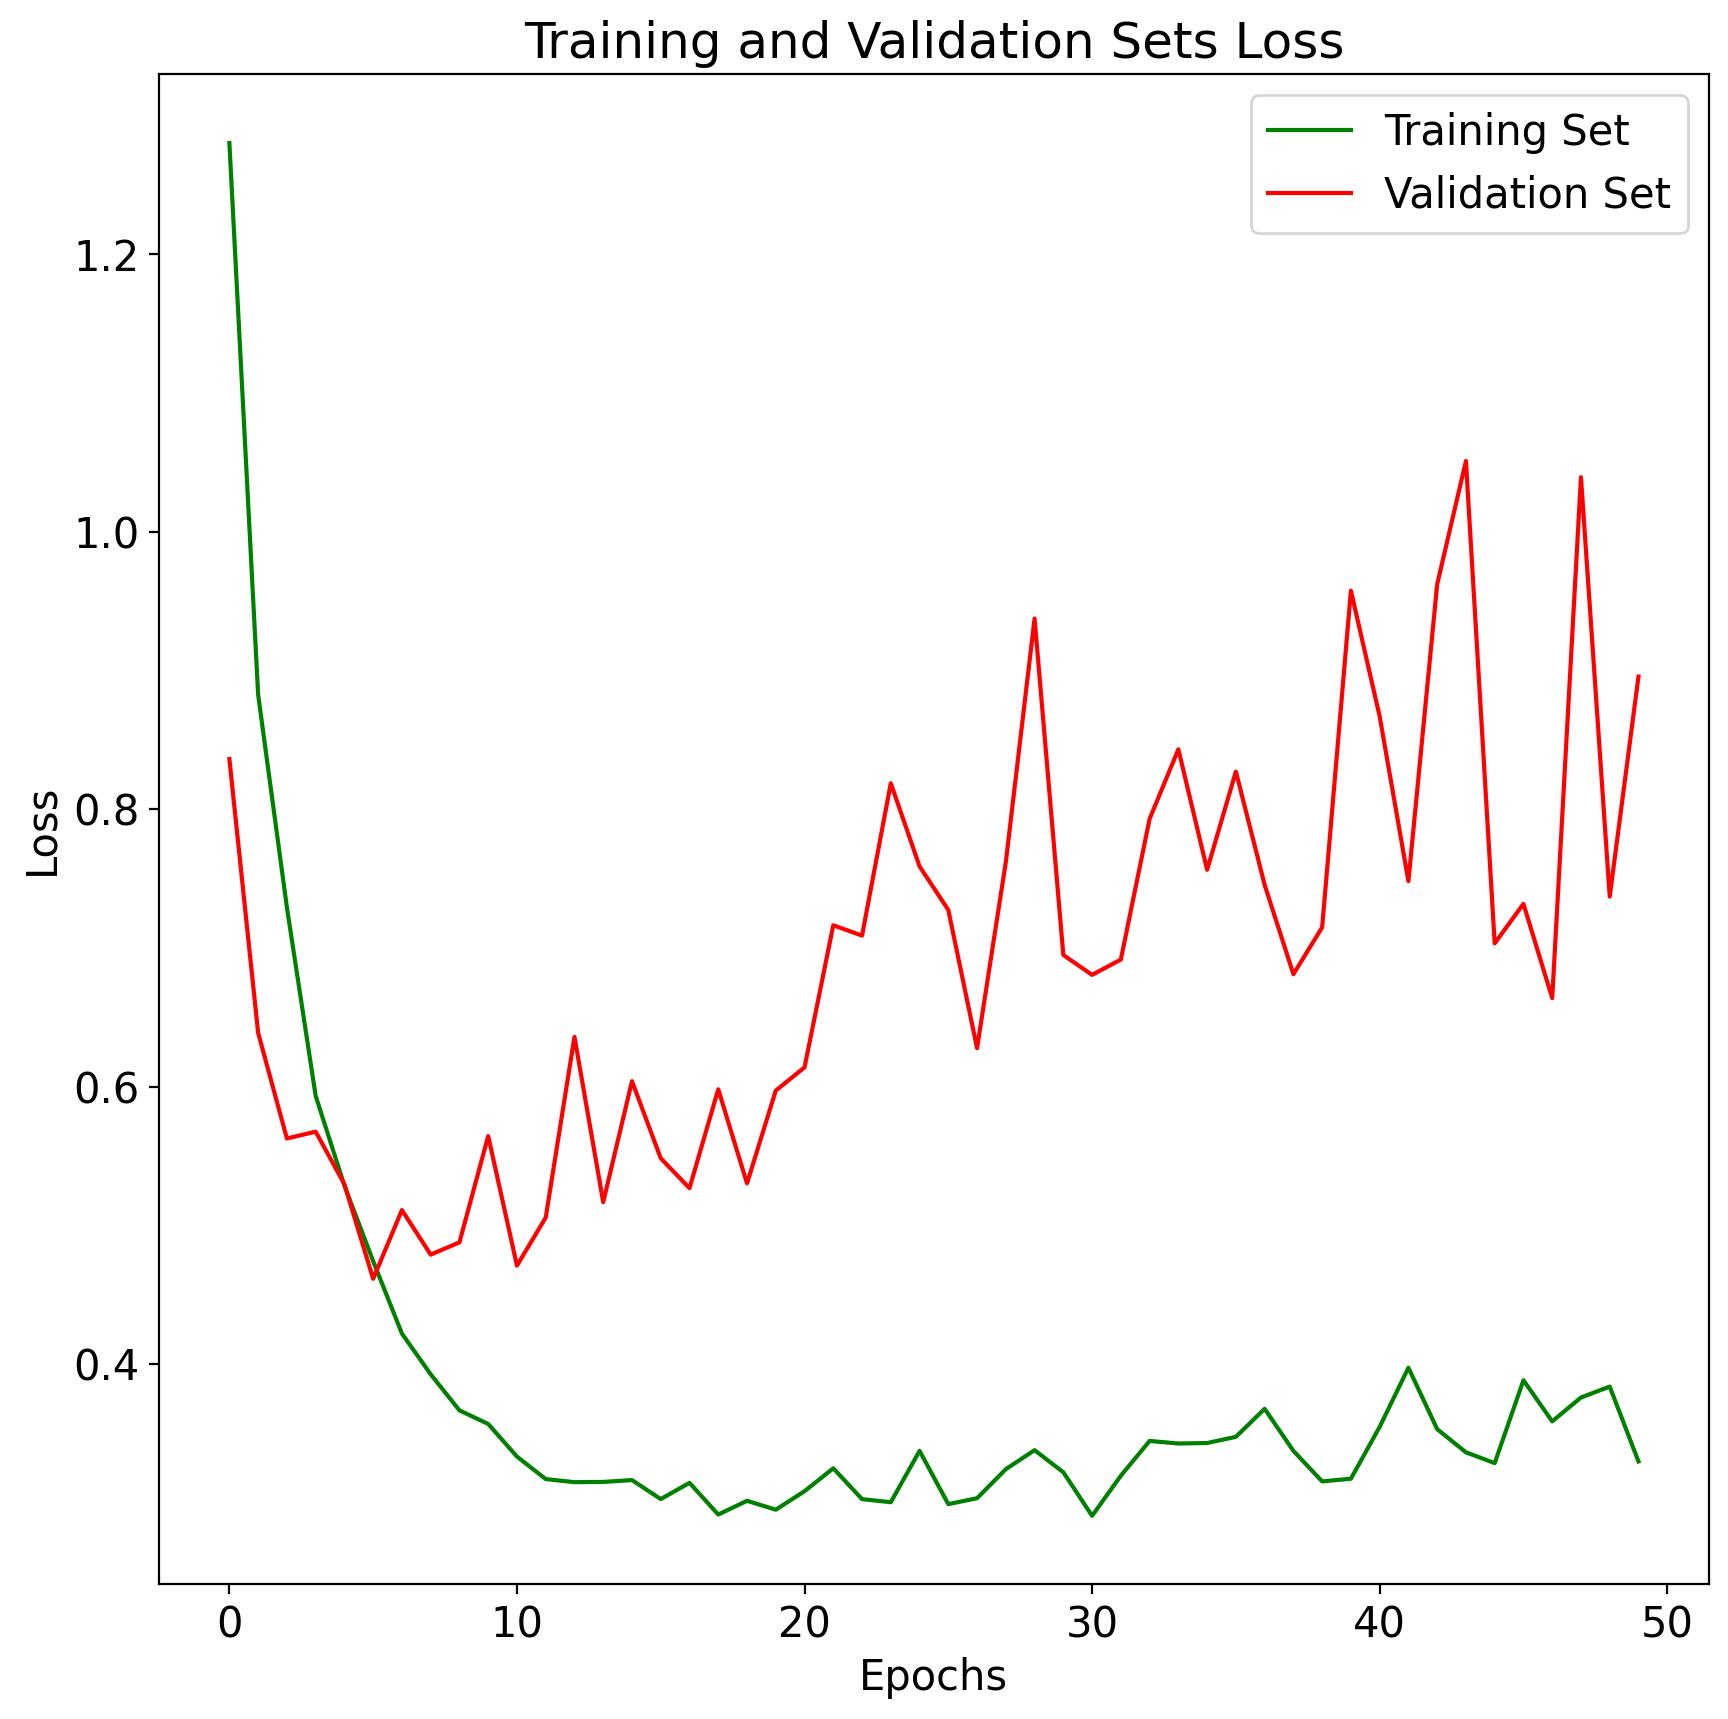 Training and Validation Sets Loss
Training Set
Validation Set
1.2
1.0
0.8
0.6
0.4
Loss
0 10 20 30 40 50
Epochs